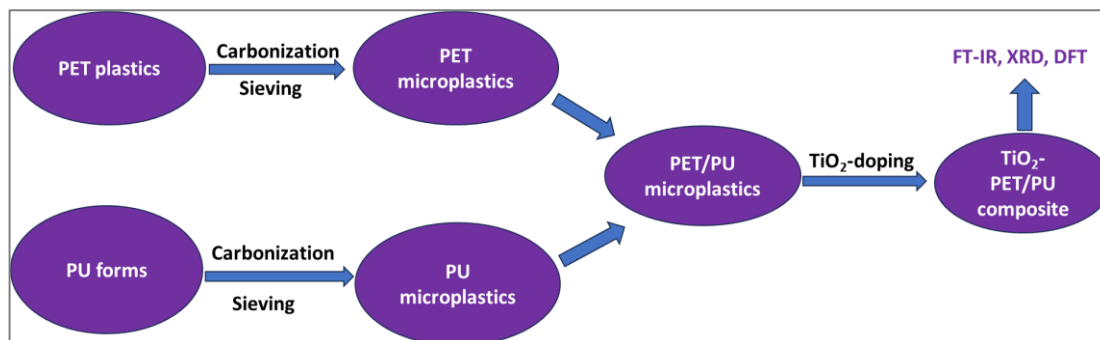 PET plastics
Carbonization
Sieving
PET
microplastics
FT-IR, XRD, DFT
PET/PU
microplastics
TiO₂-doping
TiO₂-
PET/PU
composite
PU forms
Carbonization
Sieving
PU
microplastics